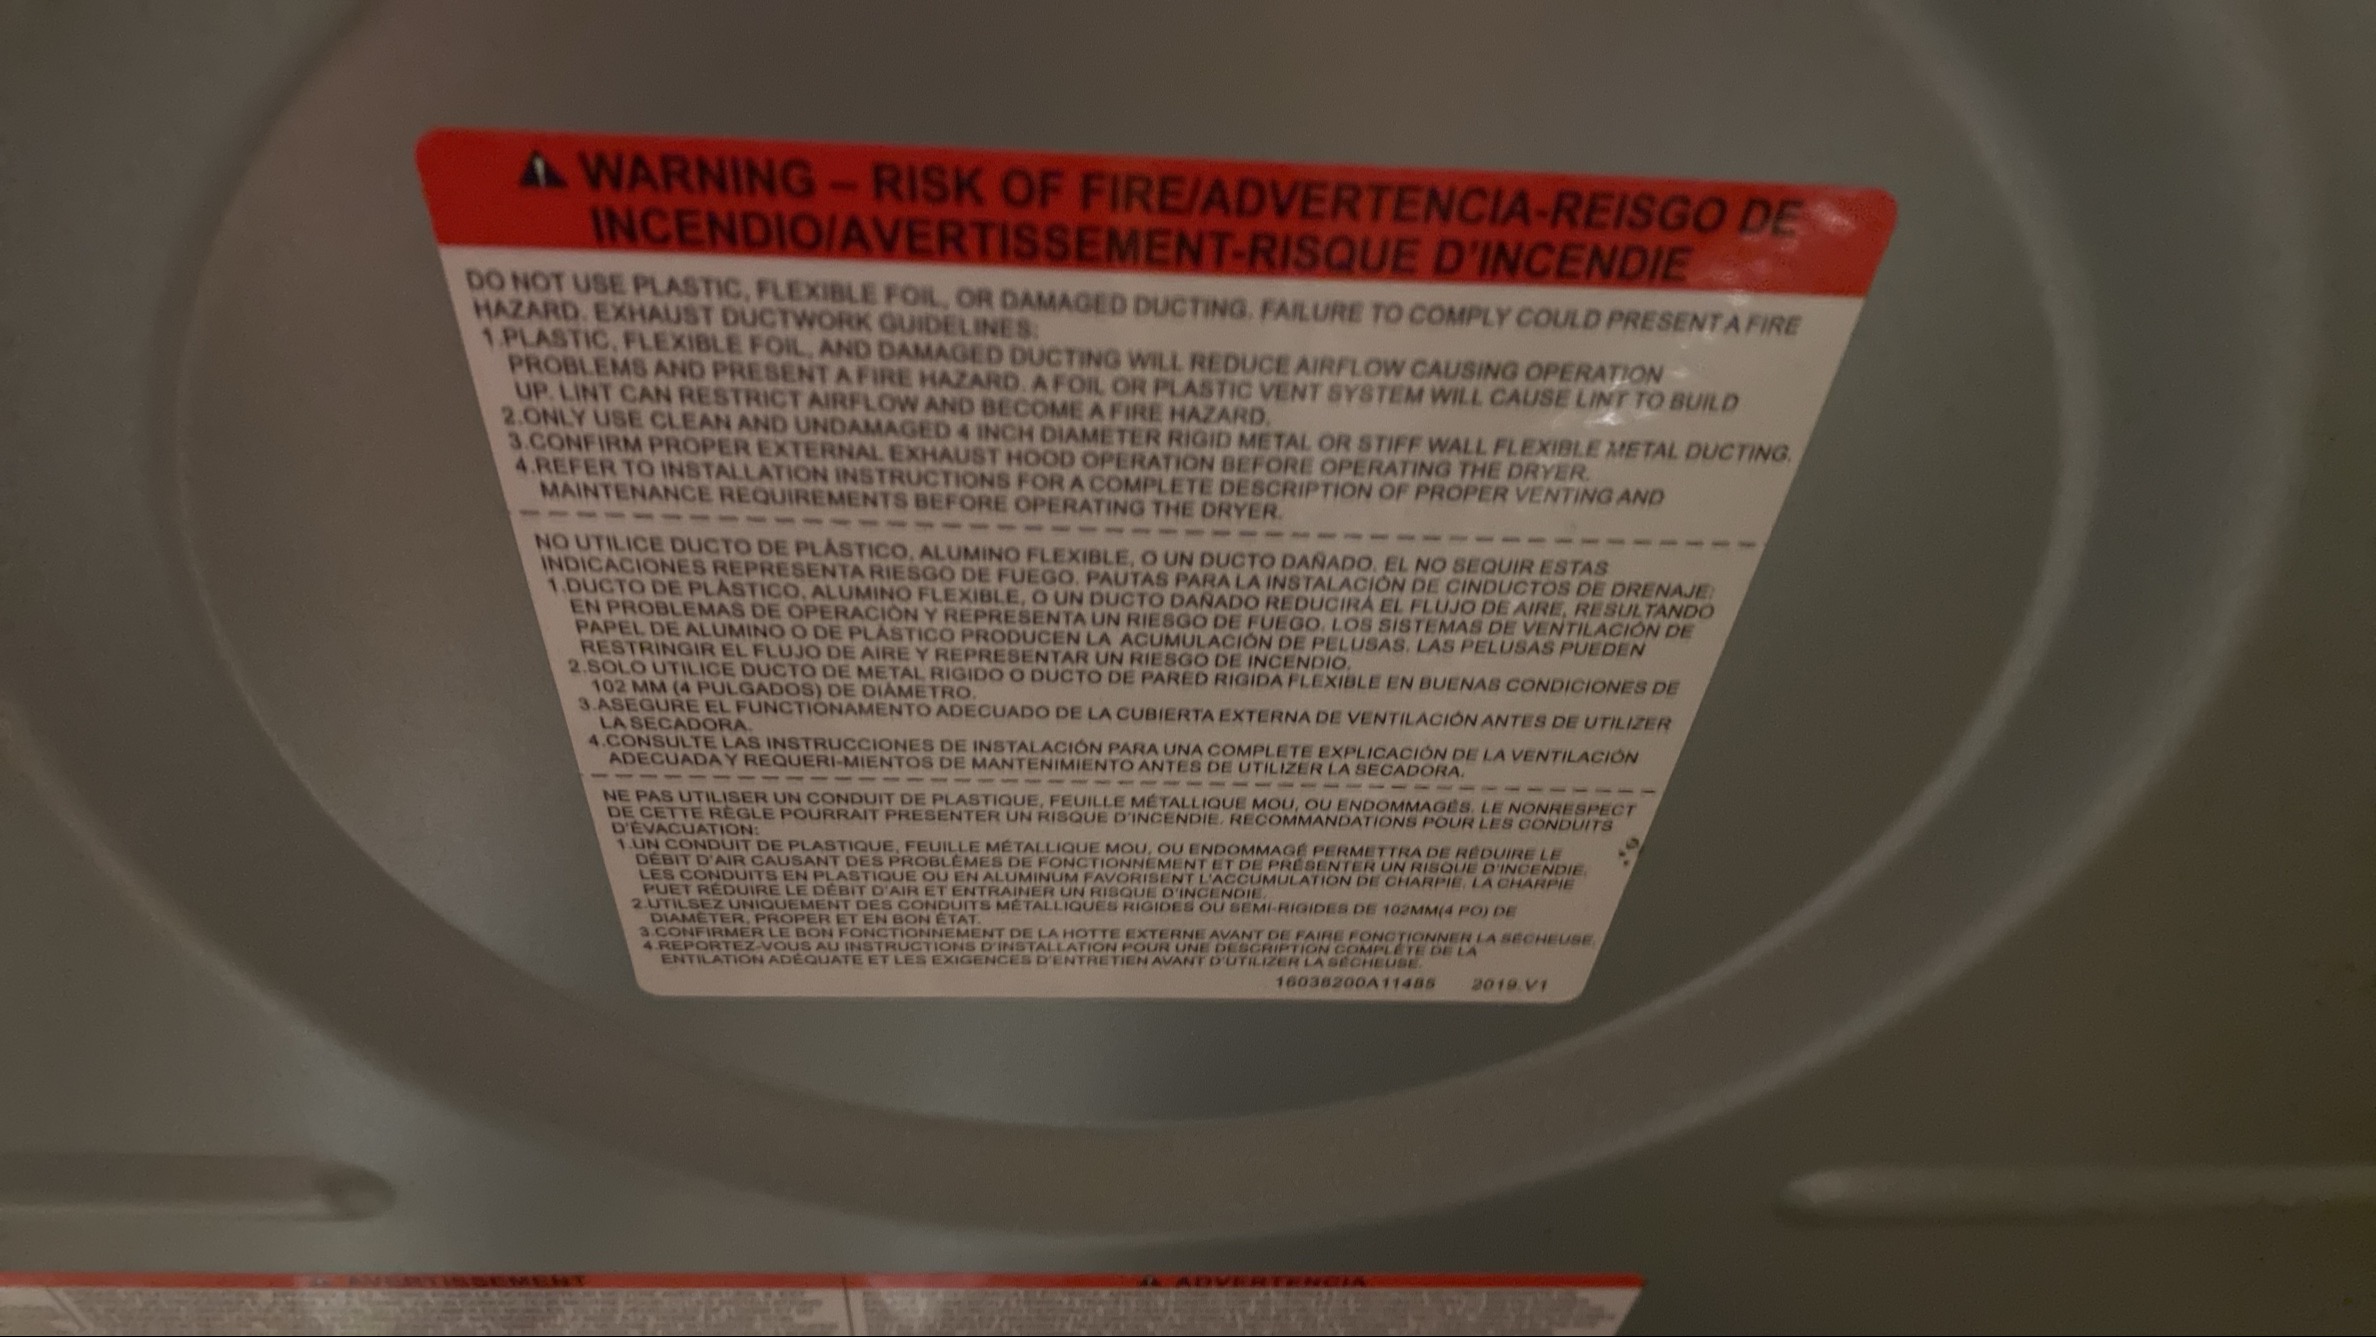 WARNING – RISK OF FIRE/ADVERTENCIA-REISGO DE
INCENDIO/AVERTISSEMENT-RISQUE D'INCENDIE
DO NOT USE PLASTIC, FLEXIBLE FOIL, OR DAMAGED DUCTING. FAILURE TO COMPLY COULD PRESENT A FIRE
HAZARD. EXHAUST DUCTWORK GUIDELINES:
1.PLASTIC, FLEXIBLE FOIL, AND DAMAGED DUCTING WILL REDUCE AIRFLOW CAUSING OPERATION
PROBLEMS AND PRESENT A FIRE HAZARD. A FOIL OR PLASTIC VENT SYSTEM WILL CAUSE LINT TO BUILD
UP. LINT CAN RESTRICT AIRFLOW AND BECOME A FIRE HAZARD.
2.ONLY USE CLEAN AND UNDAMAGED 4 INCH DIAMETER RIGID METAL OR STIFF WALL FLEXIBLE METAL DUCTING.
3.CONFIRM PROPER EXTERNAL EXHAUST HOOD OPERATION BEFORE OPERATING THE DRYER.
4.REFER TO INSTALLATION INSTRUCTIONS FOR A COMPLETE DESCRIPTION OF PROPER VENTING AND
MAINTENANCE REQUIREMENTS BEFORE OPERATING THE DRYER.
NO UTILICE DUCTO DE PLÁSTICO, ALUMINO FLEXIBLE, O UN DUCTO DAÑADO. EL NO SEQUIR ESTAS
INDICACIONES REPRESENTA RIESGO DE FUEGO. PAUTAS PARA LA INSTALACIÓN DE CINDUCTOS DE DRENAJE:
1.DUCTO DE PLÁSTICO, ALUMINO FLEXIBLE, O UN DUCTO DAÑADO REDUCIRÁ EL FLUJO DE AIRE, RESULTANDO
EN PROBLEMAS DE OPERACIÓN Y REPRESENTA UN RIESGO DE FUEGO. LOS SISTEMAS DE VENTILACIÓN DE
PAPEL DE ALUMINO O DE PLÁSTICO PRODUCEN LA ACUMULACIÓN DE PELUSAS. LAS PELUSAS PUEDEN
RESTRINGIR EL FLUJO DE AIRE Y REPRESENTAR UN RIESGO DE INCENDIO.
2.SOLO UTILICE DUCTO DE METAL RIGIDO O DUCTO DE PARED RIGIDA FLEXIBLE EN BUENAS CONDICIONES DE
102 MM (4 PULGADOS) DE DIÁMETRO.
3.ASEGURE EL FUNCTIONAMENTO ADECUADO DE LA CUBIERTA EXTERNA DE VENTILACIÓN ANTES DE UTILIZER
LA SECADORA.
4.CONSULTE LAS INSTRUCCIONES DE INSTALACIÓN PARA UNA COMPLETE EXPLICACIÓN DE LA VENTILACIÓN
ADECUADA Y REQUERI-MIENTOS DE MANTENIMIENTO ANTES DE UTILIZER LA SECADORA.
NE PAS UTILISER UN CONDUIT DE PLASTIQUE, FEUILLE MÉTALLIQUE MOU, OU ENDOMMAGÉS. LE NONRESPECT
DE CETTE RÈGLE POURRAIT PRESENTER UN RISQUE D'INCENDIE. RECOMMANDATIONS POUR LES CONDUITS
D'ÉVACUATION:
1.UN CONDUIT DE PLASTIQUE, FEUILLE MÉTALLIQUE MOU, OU ENDOMMAGÉ PERMETTRA DE RÉDUIRE LE
DÉBIT D'AIR CAUSANT DES PROBLÈMES DE FONCTIONNEMENT ET DE PRÉSENTER UN RISQUE D'INCENDIE.
LES CONDUITS EN PLASTIQUE OU EN ALUMINUM FAVORISENT L'ACCUMULATION DE CHARPIE. LA CHARPIE
PUET RÉDUIRE LE DÉBIT D'AIR ET ENTRAINER UN RISQUE D'INCENDIE.
2.UTILSEZ UNIQUEMENT DES CONDUITS MÉTALLIQUES RIGIDES OU SEMI-RIGIDES DE 102MM(4 PO) DE
DIAMÈTER, PROPER ET EN BON ÉTAT.
3.CONFIRMER LE BON FONCTIONNEMENT DE LA HOTTE EXTERNE AVANT DE FAIRE FONCTIONNER LA SÉCHEUSE.
4.REPORTEZ-VOUS AU INSTRUCTIONS D'INSTALLATION POUR UNE DESCRIPTION COMPLÈTE DE LA
ENTILATION ADÉQUATE ET LES EXIGENCES D'ENTRETIEN AVANT D'UTILIZER LA SÉCHEUSE.
16038200A11485 2019.V1
AVERTISSEMENT ADVERTENCIA